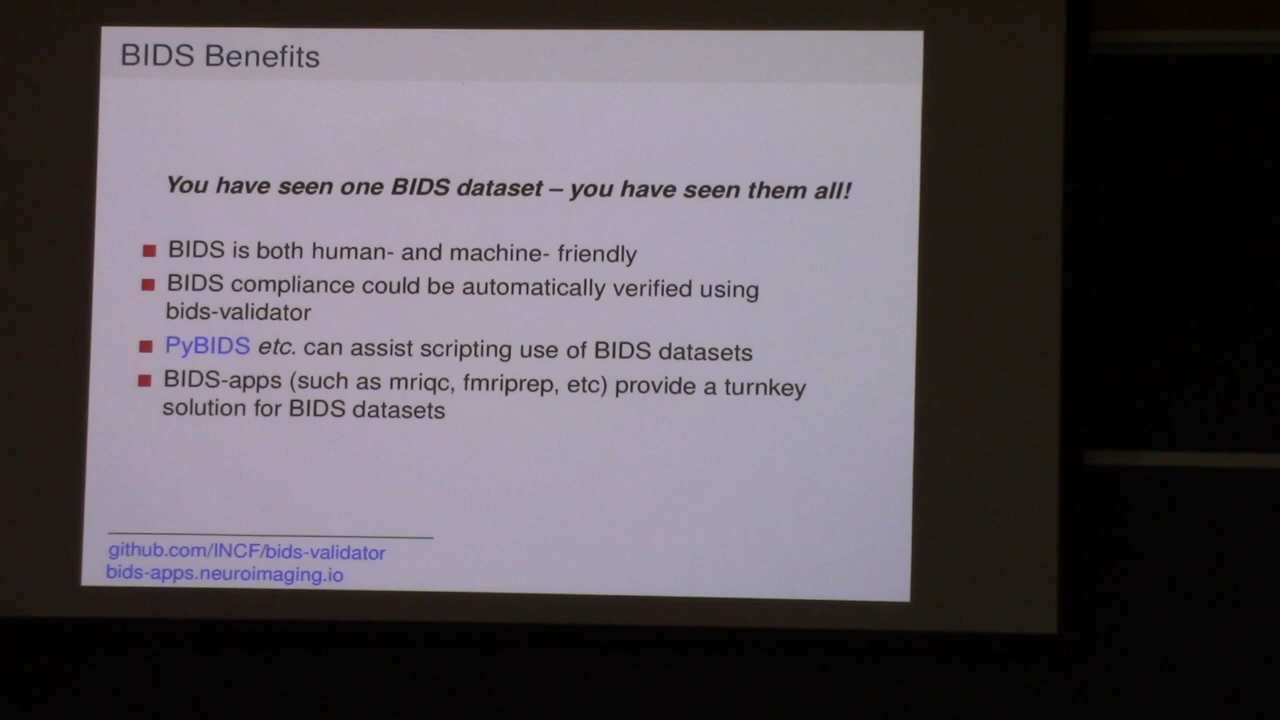 BIDS Benefits
You have seen one BIDS dataset – you have seen them all!
BIDS is both human- and machine- friendly
BIDS compliance could be automatically verified using
bids-validator
PyBIDS etc. can assist scripting use of BIDS datasets
BIDS-apps (such as mriqc, fmriprep, etc) provide a turnkey
solution for BIDS datasets
github.com/INCF/bids-validator
bids-apps.neuroimaging.io